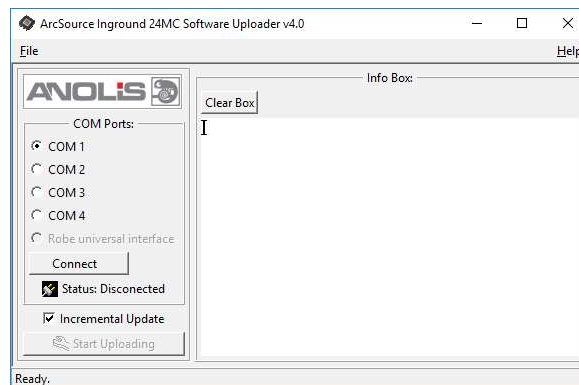 ArcSource Inground 24MC Software Uploader v4.0
File Help
ANOLiS
Info Box:
Clear Box
COM Ports:
COM 1
COM 2
COM 3
COM 4
Robe universal interface
Connect
Status: Disconected
Incremental Update
Start Uploading
Ready.